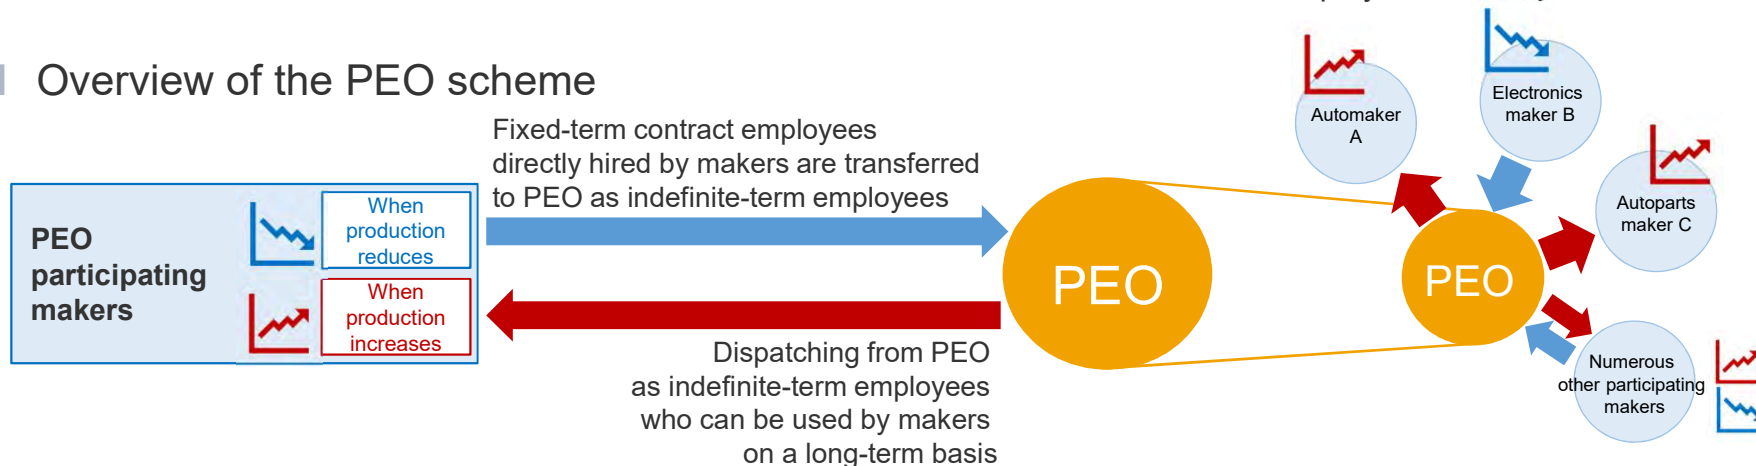 Overview of the PEO scheme
Fixed-term contract employees
directly hired by makers are transferred
to PEO as indefinite-term employees
PEO
participating
makers
When
production
reduces
When
production
increases
PEO
Dispatching from PEO
as indefinite-term employees
who can be used by makers
on a long-term basis
Automaker
A
Electronics
maker B
Autoparts
maker C
PEO
Numerous
other participating
makers